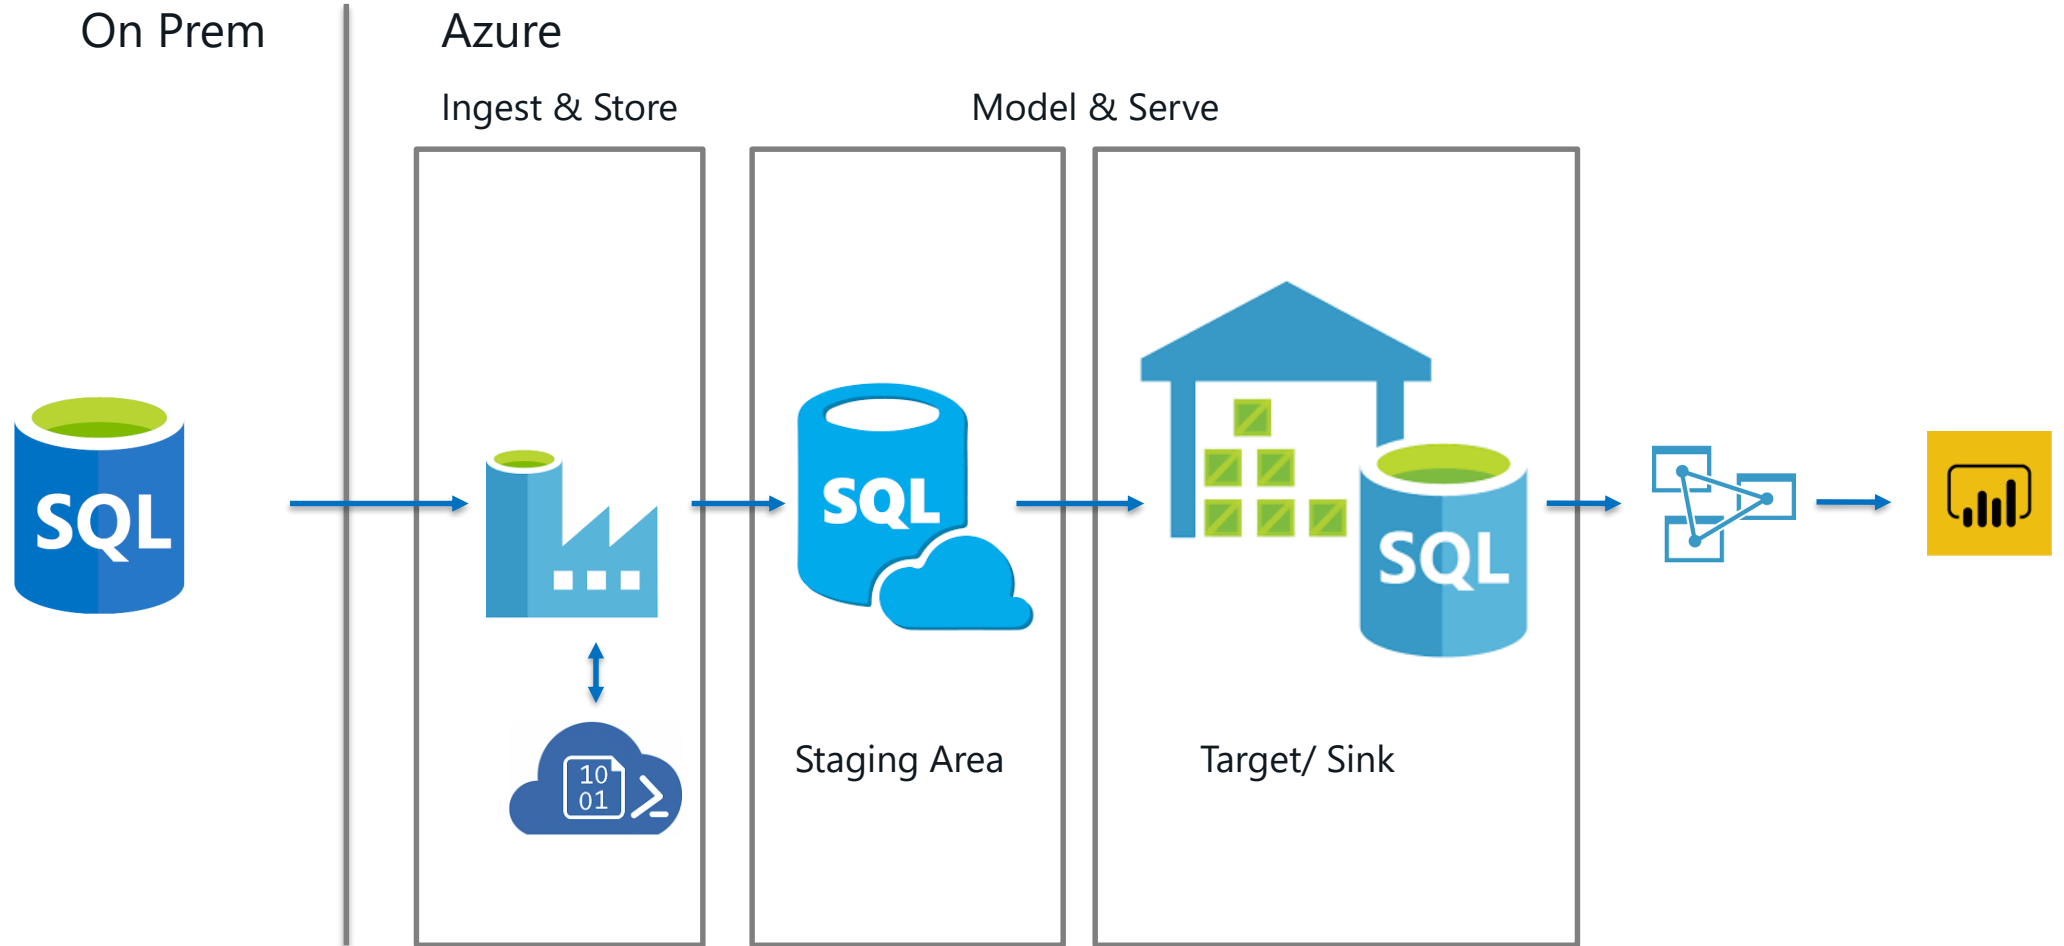 On Prem
Azure
Ingest & Store
Model & Serve
SQL
SQL
SQL
10
01
Staging Area
Target/ Sink